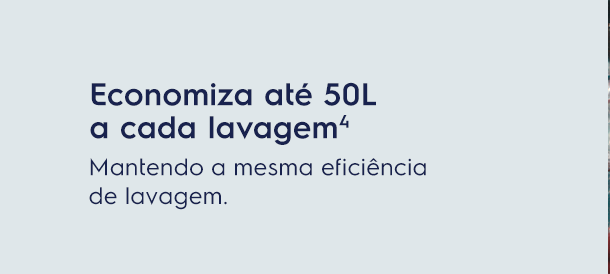 Economiza até 50L
a cada lavagem⁴
Mantendo a mesma eficiência
de lavagem.